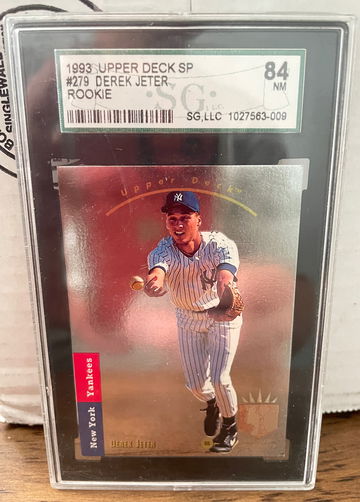 SINGLEWALL
1993 UPPER DECK SP
#279 DEREK JETER
ROOKIE
84
NM
SG, LLC 1027563-009
Upper Deck
New York Yankees
DEREK JETER